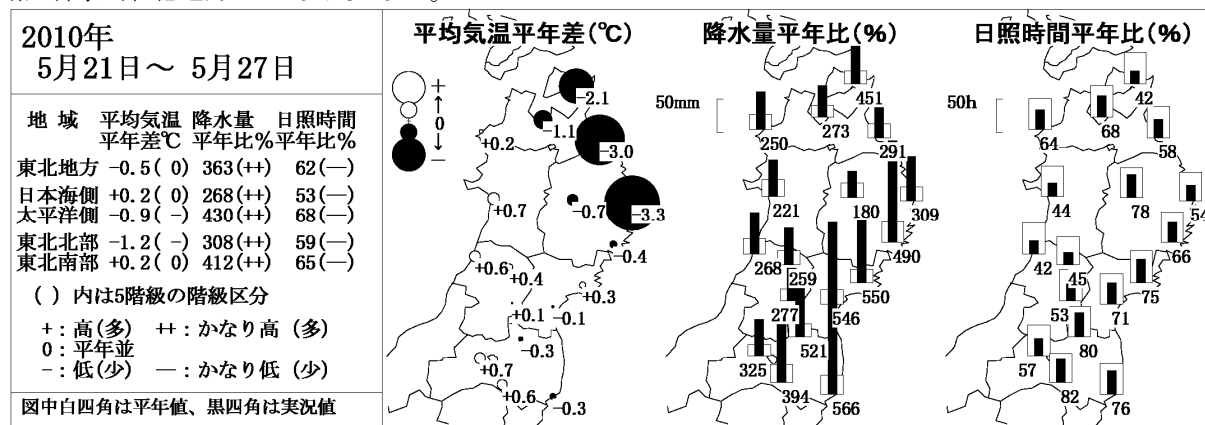 2010年
5月21日～ 5月27日
地 域 平均気温 降水量 日照時間
平年差℃ 平年比% 平年比%
東北地方 −0.5( 0) 363(++) 62(—)
日本海側 +0.2( 0) 268(++) 53(—)
太平洋側 −0.9( -) 430(++) 68(—)
東北北部 −1.2( -) 308(++) 59(—)
東北南部 +0.2( 0) 412(++) 65(—)
( ) 内は5階級の階級区分
+：高(多) ++：かなり高 (多)
0：平年並
−：低(少) —：かなり低 (少)
図中白四角は平年値、黒四角は実況値
平均気温平年差(℃)
+
↑
0
↓
−
−2.1
−1.1
+0.2
−3.0
+0.7
−0.7
−3.3
−0.4
+0.6
+0.4
+0.3
+0.1
−0.1
−0.3
+0.7
+0.6
−0.3
降水量平年比(%)
50mm
451
250
273
291
221
180
309
490
268
259
550
277
546
521
325
394
566
日照時間平年比(%)
50h
42
68
64
58
44
78
54
66
42
45
75
53
71
80
57
82
76